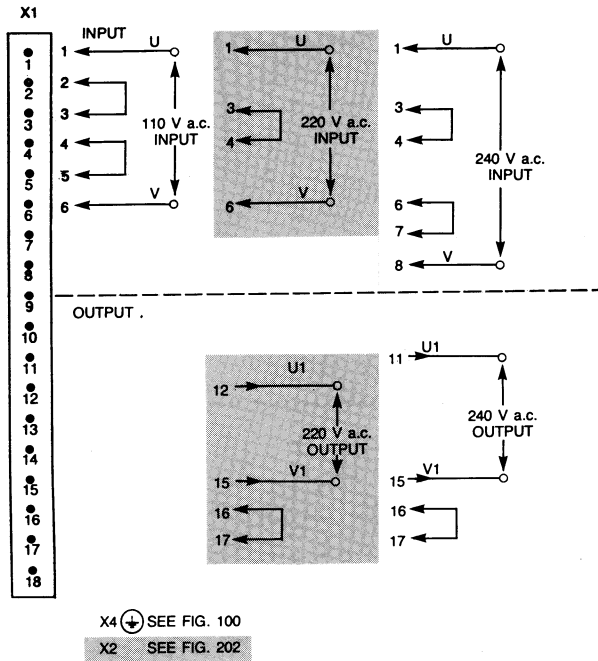 X1
1
2
3
4
5
6
7
8
9
10
11
12
13
14
15
16
17
18
INPUT
1 U
2
3
4
5
6 V
110 V a.c.
INPUT
1 U
3
4
6 V
220 V a.c.
INPUT
1 U
3
4
6
7
8 V
240 V a.c.
INPUT
OUTPUT .
12 U1
220 V a.c.
OUTPUT
15 V1
16
17
11 U1
240 V a.c.
OUTPUT
15 V1
16
17
X4 SEE FIG. 100
X2 SEE FIG. 202